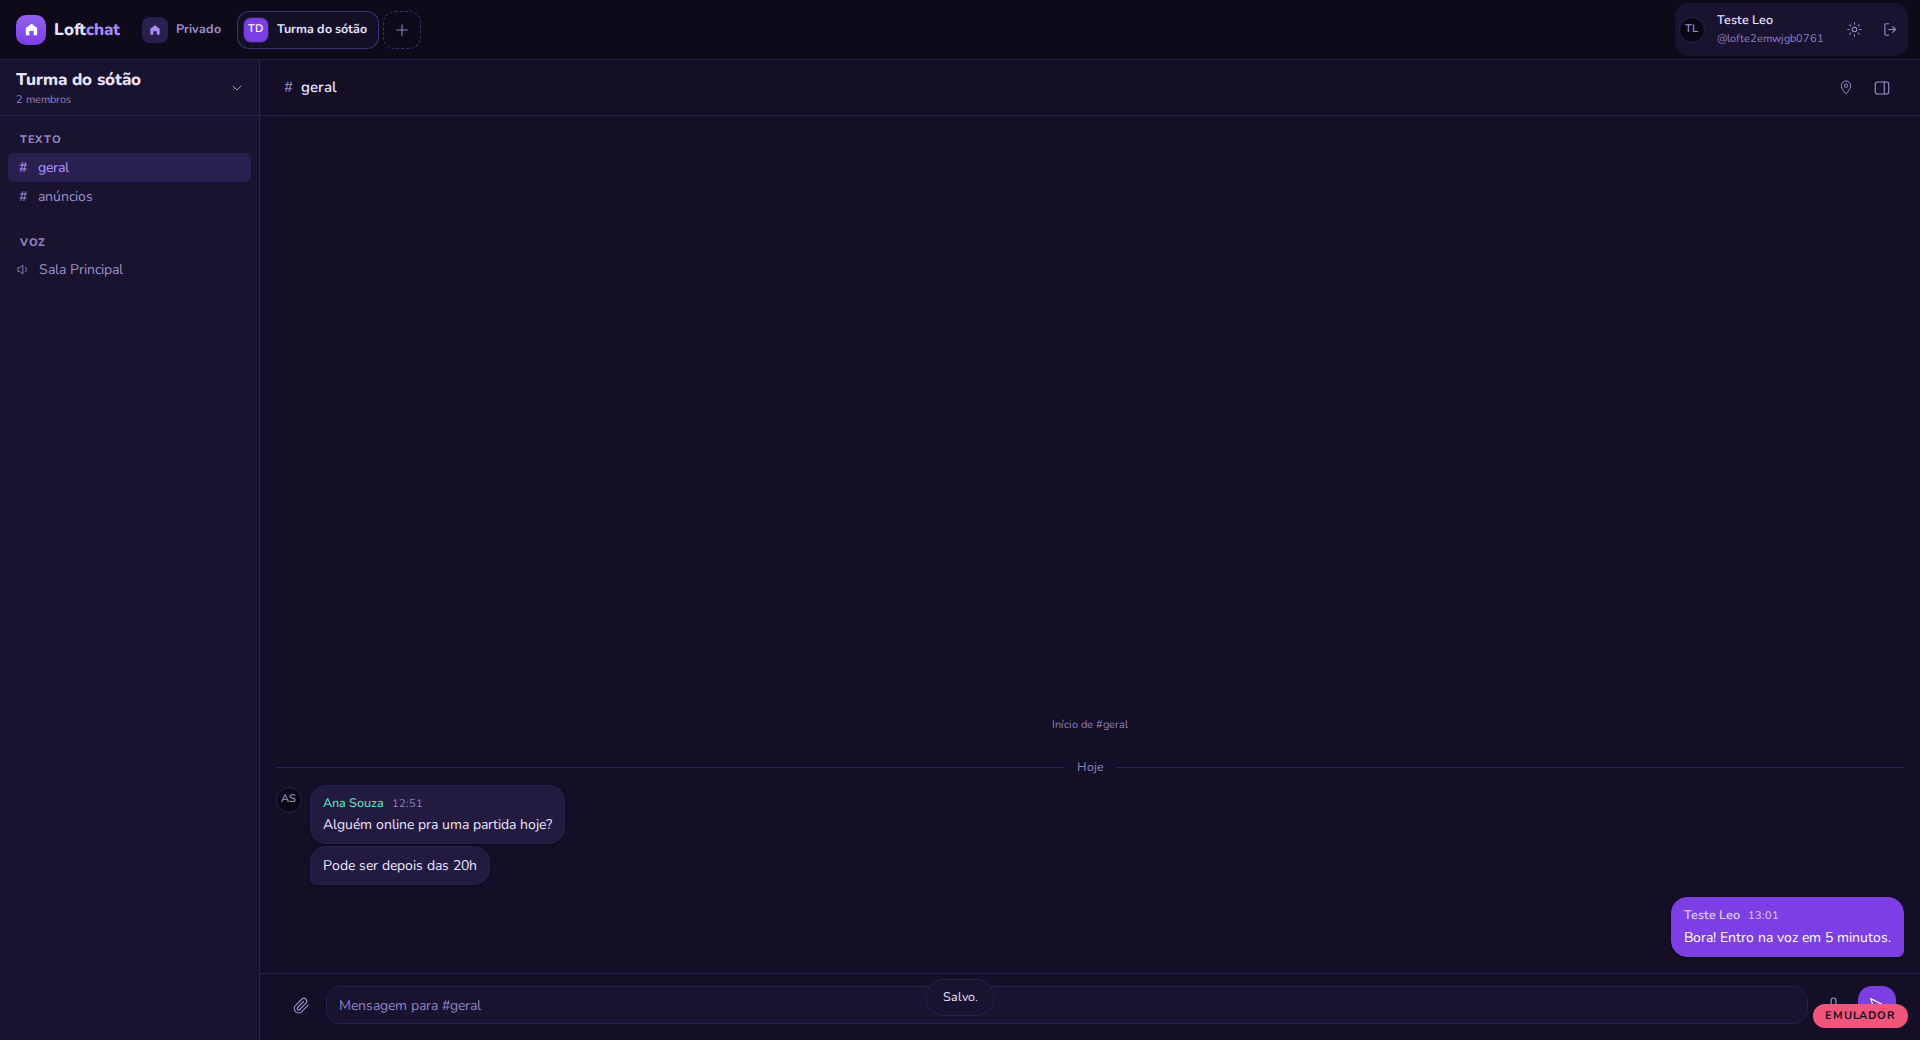 Loftchat
Privado
TD
Turma do sótão
TL
Teste Leo
@lofte2emwjgb0761
Turma do sótão
2 membros
# geral
TEXTO
# geral
# anúncios
VOZ
Sala Principal
Início de #geral
Hoje
AS
Ana Souza 12:51
Alguém online pra uma partida hoje?
Pode ser depois das 20h
Teste Leo 13:01
Bora! Entro na voz em 5 minutos.
Mensagem para #geral
Salvo.
EMULADOR